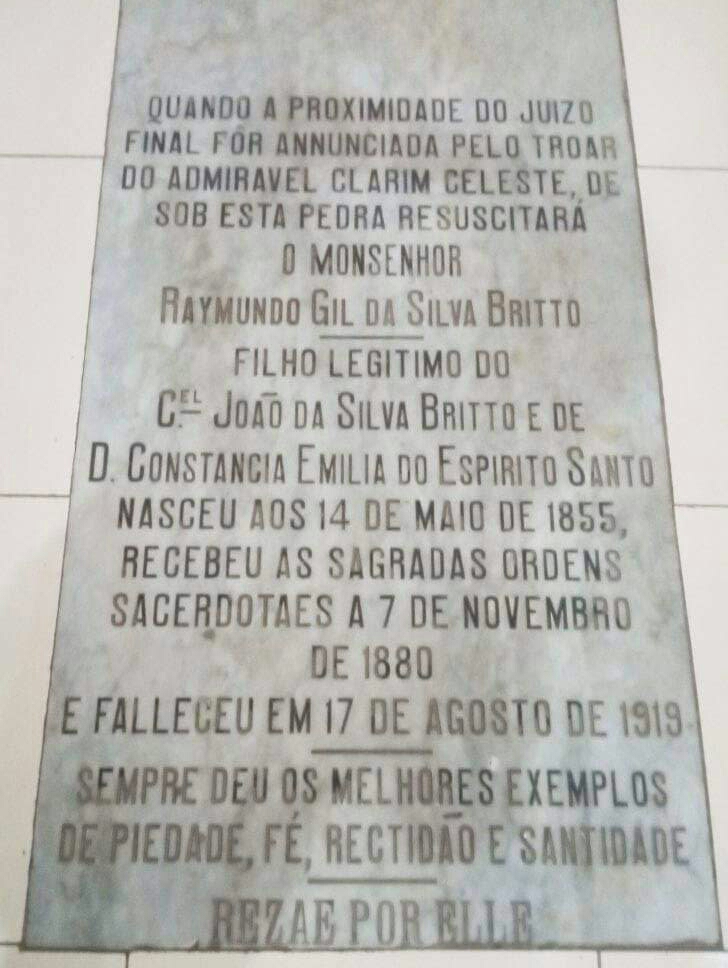 QUANDO A PROXIMIDADE DO JUIZO
FINAL FÔR ANNUNCIADA PELO TROAR
DO ADMIRAVEL CLARIM CELESTE, DE
SOB ESTA PEDRA RESUSCITARÁ
O MONSENHOR
RAYMUNDO GIL DA SILVA BRITTO
FILHO LEGITIMO DO
C.EL JOÃO DA SILVA BRITTO E DE
D. CONSTANCIA EMILIA DO ESPIRITO SANTO
NASCEU AOS 14 DE MAIO DE 1855,
RECEBEU AS SAGRADAS ORDENS
SACERDOTAES A 7 DE NOVEMBRO
DE 1880
E FALLECEU EM 17 DE AGOSTO DE 1919
SEMPRE DEU OS MELHORES EXEMPLOS
DE PIEDADE, FÉ, RECTIDÃO E SANTIDADE
REZAE POR ELLE